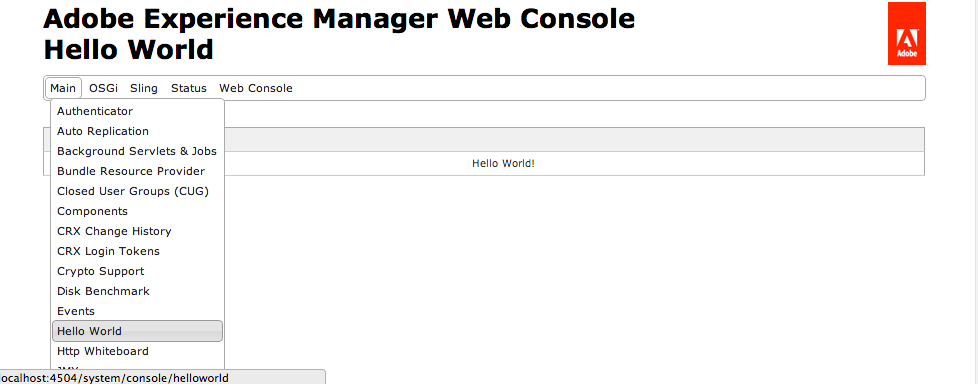 Adobe Experience Manager Web Console
Hello World
Adobe
Main OSGi Sling Status Web Console
Authenticator
Auto Replication
Background Servlets & Jobs
Bundle Resource Provider
Hello World!
Closed User Groups (CUG)
Components
CRX Change History
CRX Login Tokens
Crypto Support
Disk Benchmark
Events
Hello World
Http Whiteboard
localhost:4504/system/console/helloworld